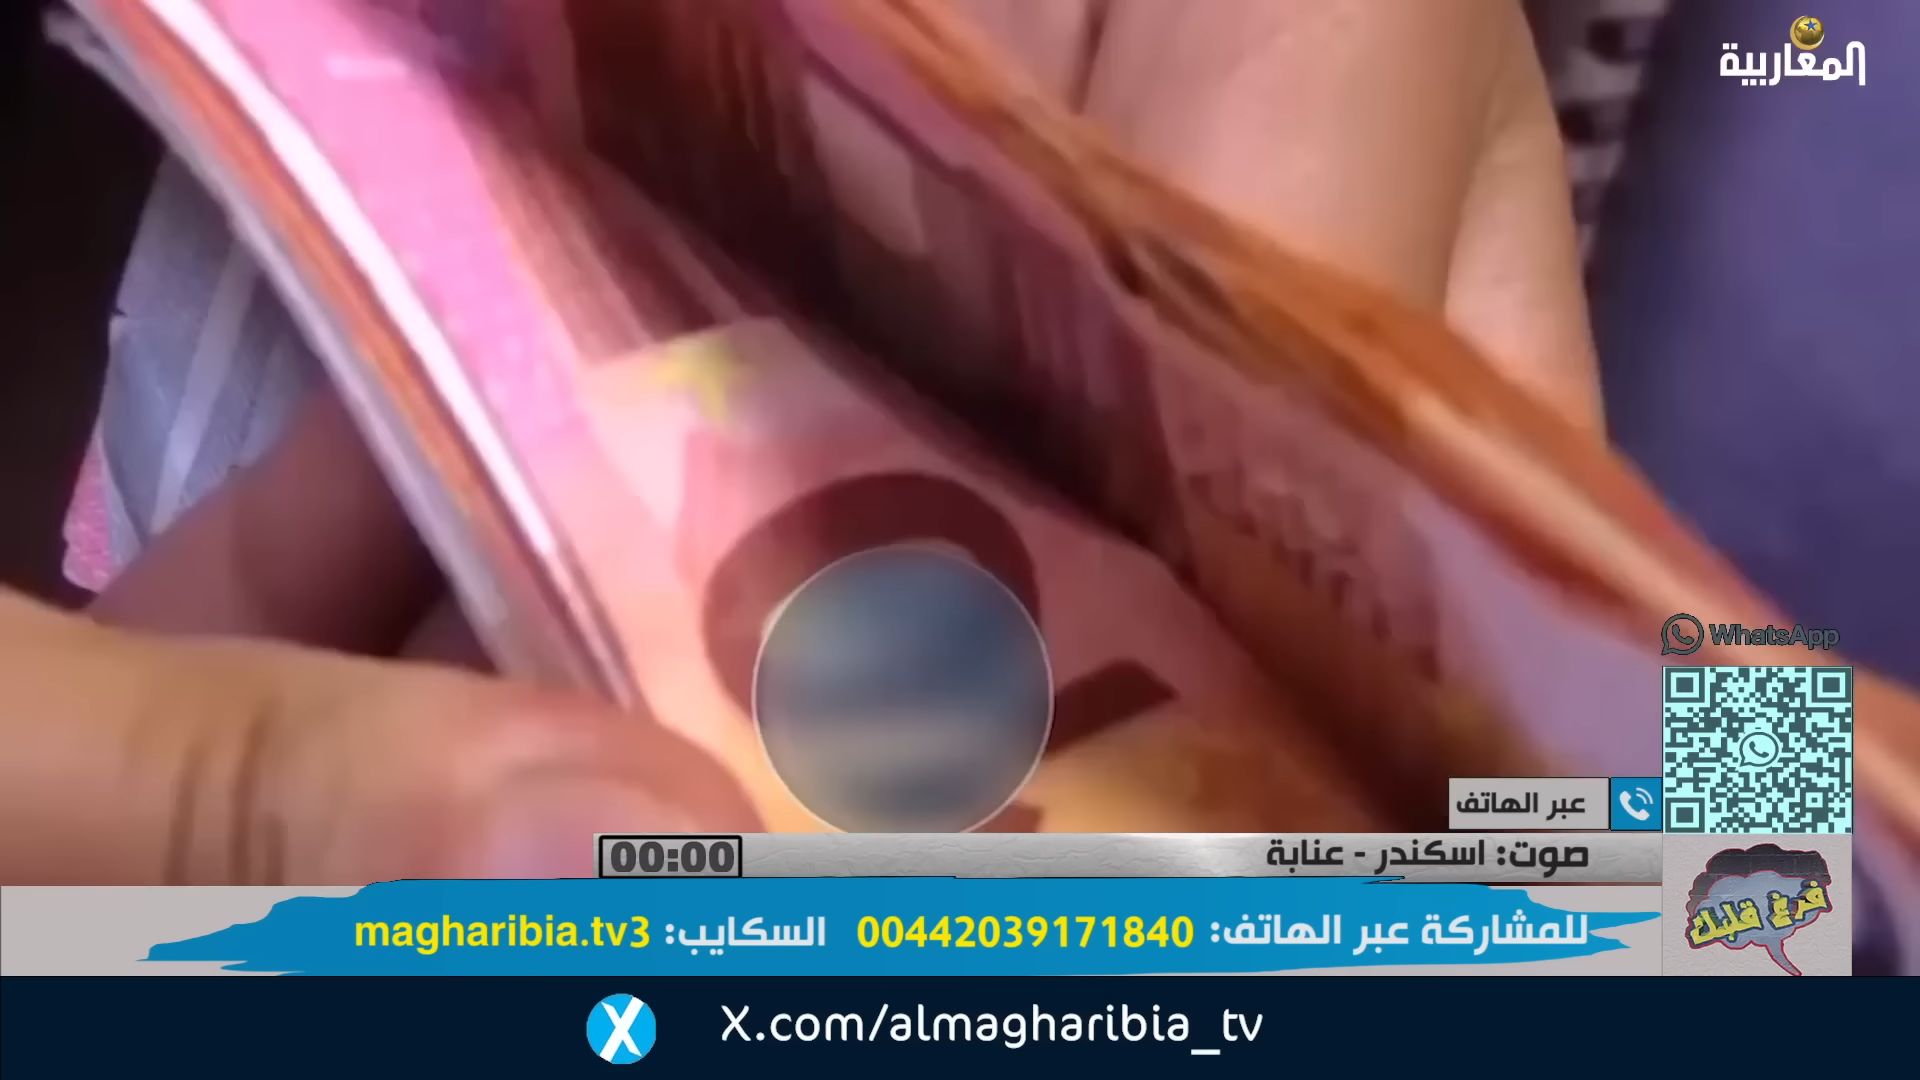 المغاربية
WhatsApp
عبر الهاتف
صوت: اسكندر - عنابة
00:00
فرغ قلبك
للمشاركة عبر الهاتف: 00442039171840 السكايب: magharibia.tv3
X.com/almagharibia_tv